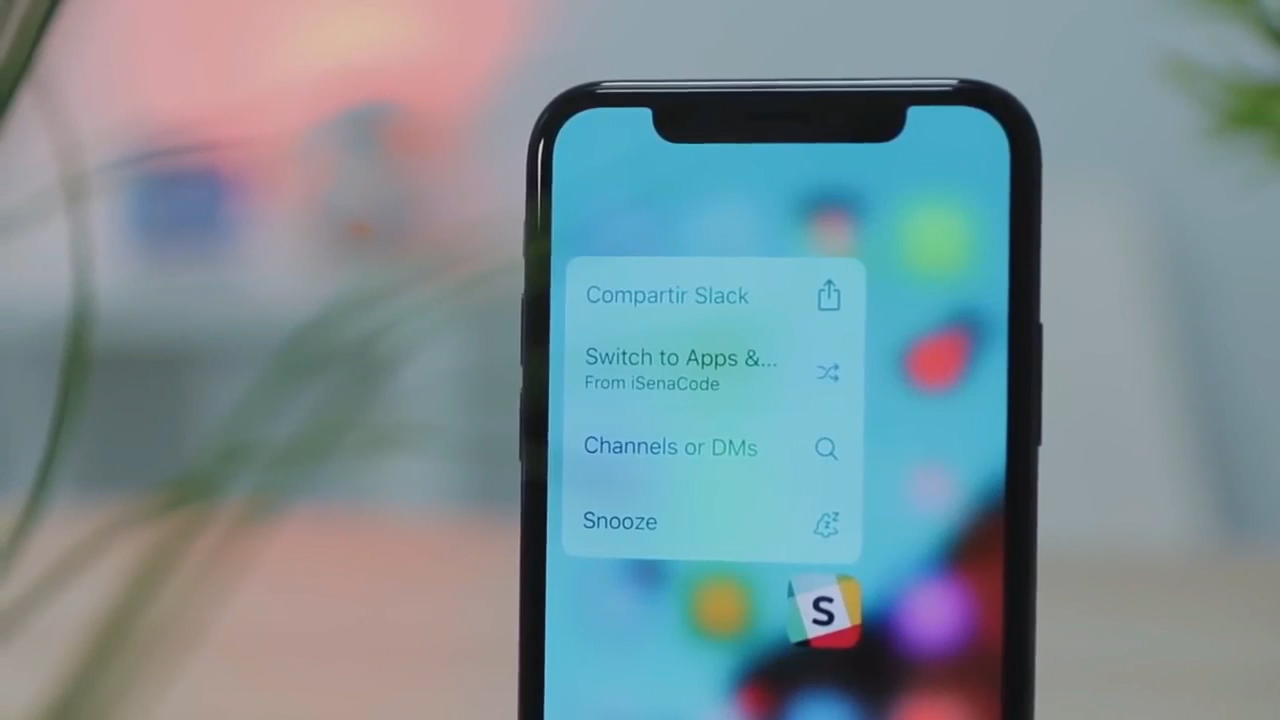 Compartir Slack
Switch to Apps &...
From iSenaCode
Channels or DMs
Snooze
S